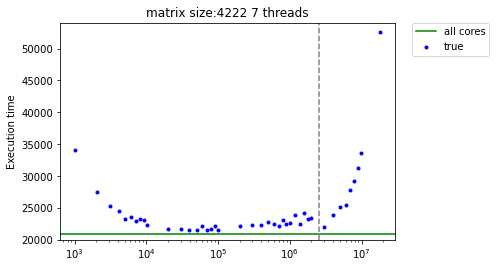 matrix size:4222 7 threads
all cores
true
Execution time
50000
45000
40000
35000
30000
25000
20000
10³ 10⁴ 10⁵ 10⁶ 10⁷